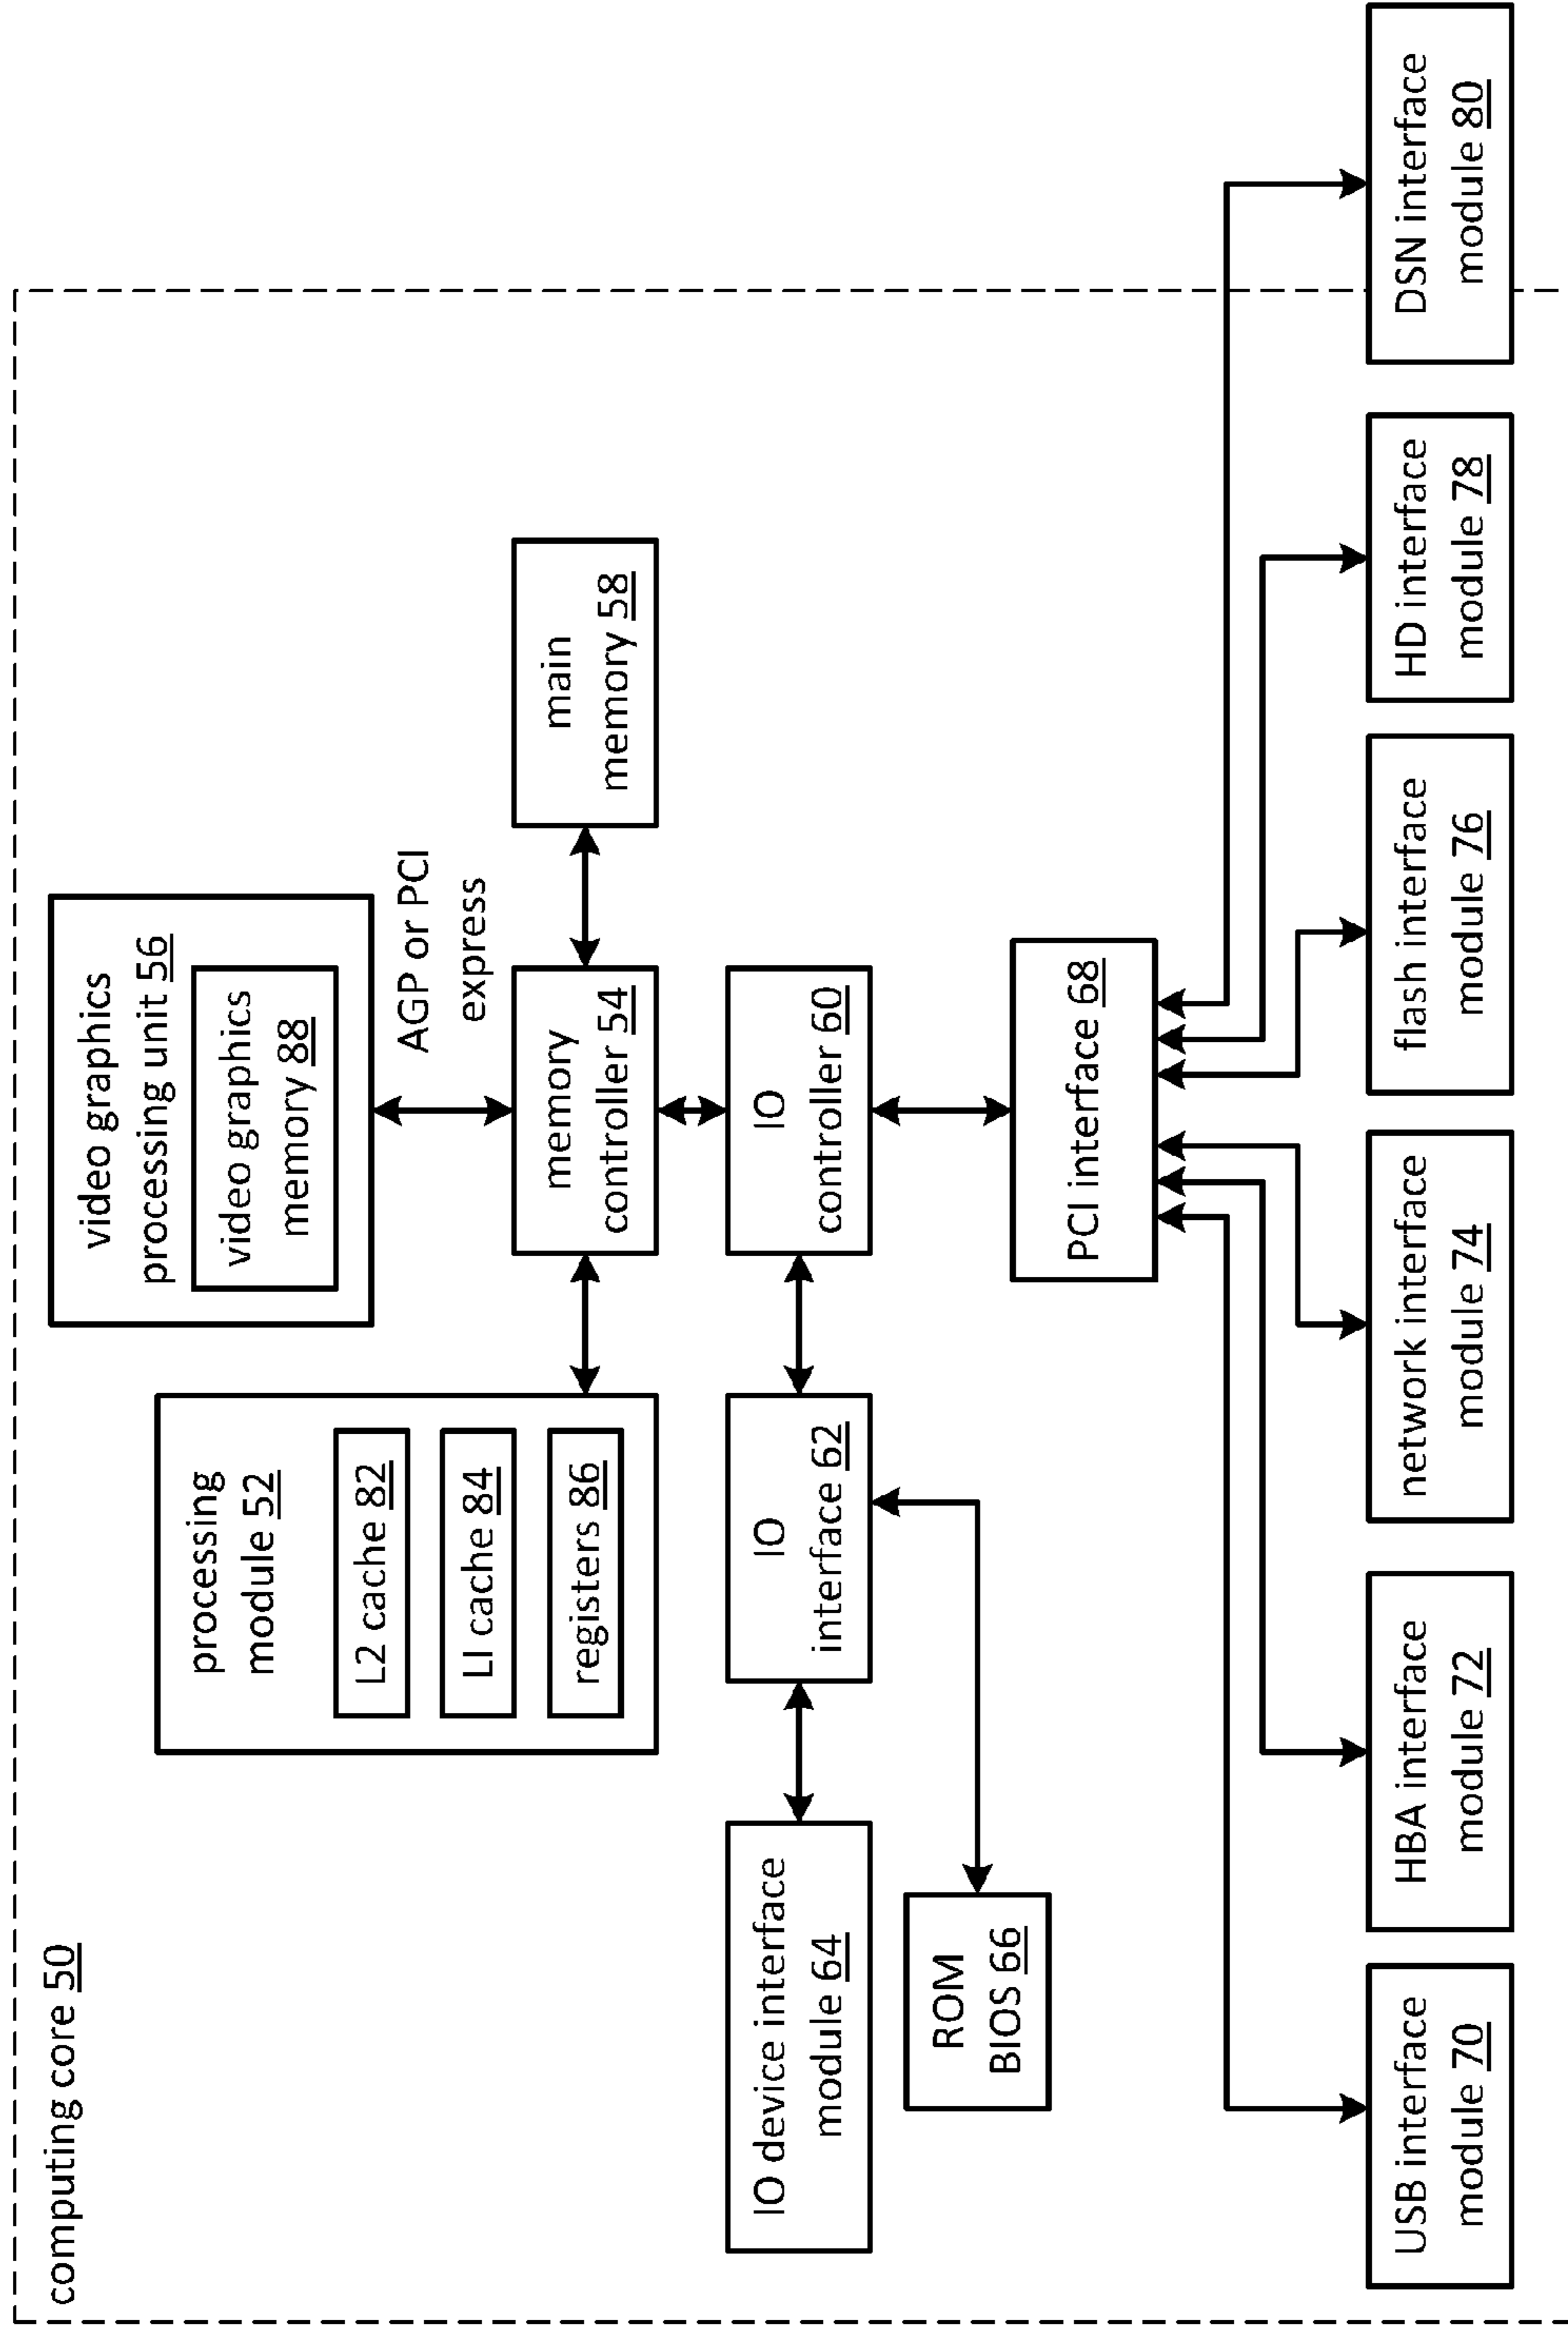 computing core 50
video graphics
processing unit 56
video graphics
memory 88
processing
module 52
L2 cache 82
LI cache 84
registers 86
AGP or PCI
express
memory
controller 54
main
memory 58
IO device interface
module 64
IO
interface 62
IO
controller 60
ROM
BIOS 66
PCI interface 68
USB interface
module 70
HBA interface
module 72
network interface
module 74
flash interface
module 76
HD interface
module 78
DSN interface
module 80